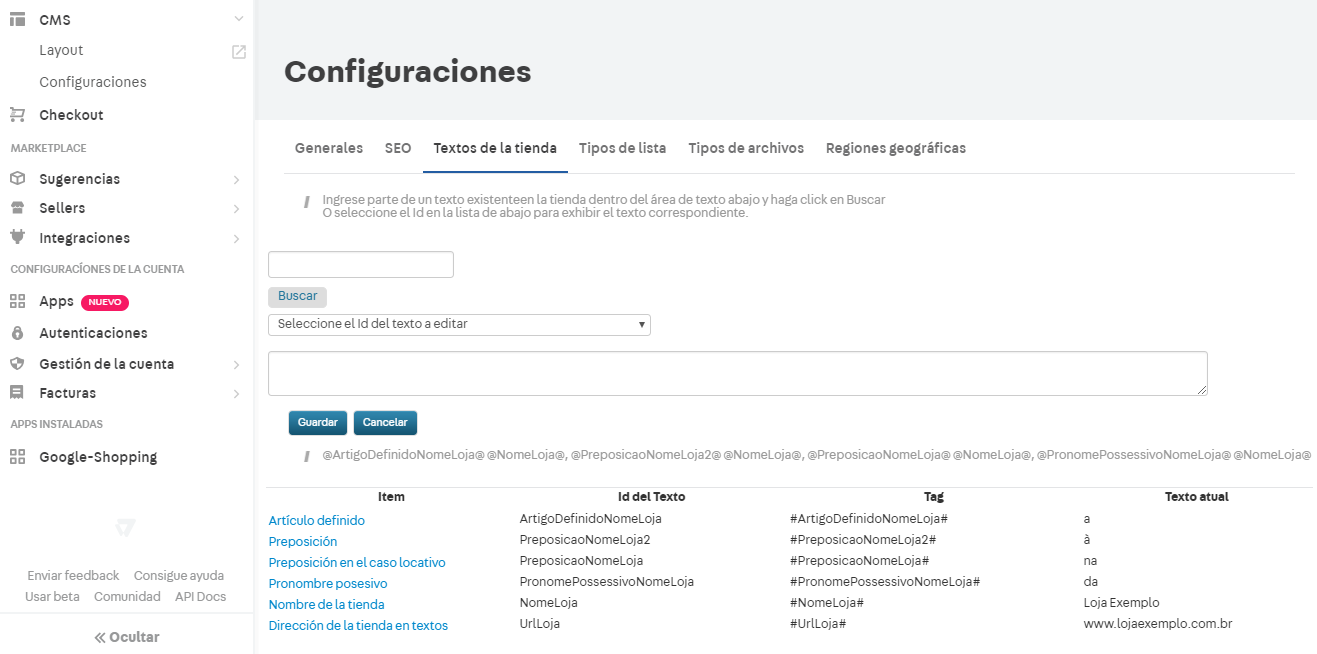 CMS
Layout
Configuraciones
Checkout
MARKETPLACE
Sugerencias
Sellers
Integraciones
CONFIGURACÍONES DE LA CUENTA
Apps NUEVO
Autenticaciones
Gestión de la cuenta
Facturas
APPS INSTALADAS
Google-Shopping
Enviar feedback Consigue ayuda
Usar beta Comunidad API Docs
Ocultar
Configuraciones
Generales SEO Textos de la tienda Tipos de lista Tipos de archivos Regiones geográficas
Ingrese parte de un texto existenteen la tienda dentro del área de texto abajo y haga click en Buscar
O seleccione el Id en la lista de abajo para exhibir el texto correspondiente.
Buscar
Seleccione el Id del texto a editar
Guardar Cancelar
@ArtigoDefinidoNomeLoja@ @NomeLoja@, @PreposicaoNomeLoja2@ @NomeLoja@, @PreposicaoNomeLoja@ @NomeLoja@, @PronomePossessivoNomeLoja@ @NomeLoja@
Item Id del Texto Tag Texto atual
Artículo definido ArtigoDefinidoNomeLoja #ArtigoDefinidoNomeLoja# a
Preposición PreposicaoNomeLoja2 #PreposicaoNomeLoja2# à
Preposición en el caso locativo PreposicaoNomeLoja #PreposicaoNomeLoja# na
Pronombre posesivo PronomePossessivoNomeLoja #PronomePossessivoNomeLoja# da
Nombre de la tienda NomeLoja #NomeLoja# Loja Exemplo
Dirección de la tienda en textos UrlLoja #UrlLoja# www.lojaexemplo.com.br